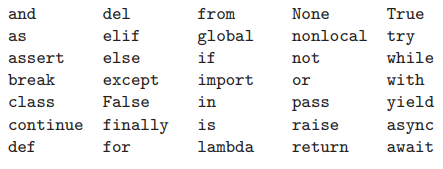 and del from None True
as elif global nonlocal try
assert else if not while
break except import or with
class False in pass yield
continue finally is raise async
def for lambda return await